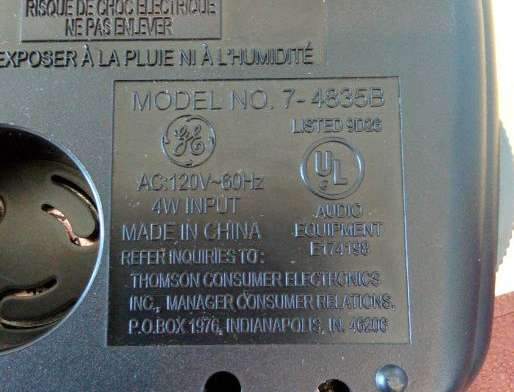 RISQUE DE CHOC ELECTRIQUE
NE PAS ENLEVER
EXPOSER À LA PLUIE NI À L'HUMIDITÉ
MODEL NO. 7-4835B
GE
LISTED 9D26
UL
AC:120V~60Hz
4W INPUT
AUDIO
EQUIPMENT
E174198
MADE IN CHINA
REFER INQUIRIES TO:
THOMSON CONSUMER ELECTRONICS
INC., MANAGER CONSUMER RELATIONS,
P.O.BOX 1976, INDIANAPOLIS, IN. 46206